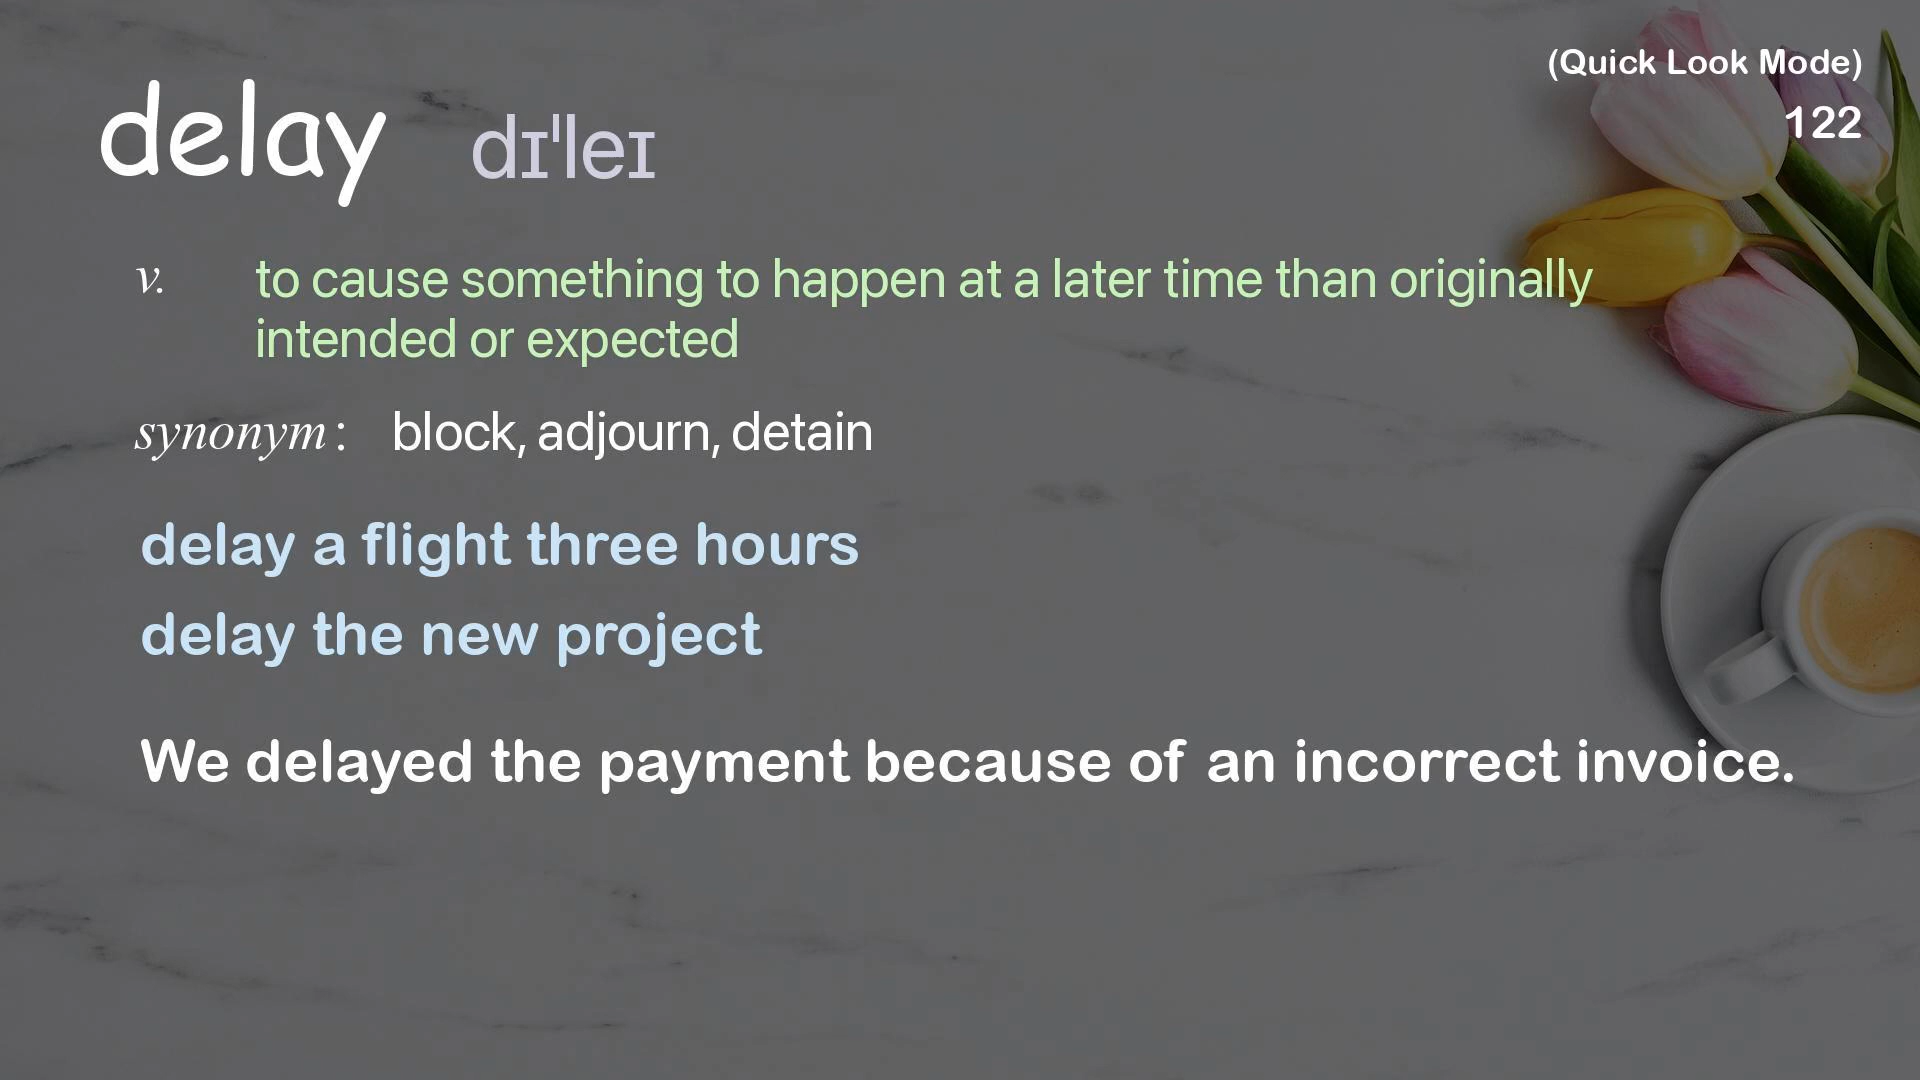 (Quick Look Mode)
122
delay dɪˈleɪ
v. to cause something to happen at a later time than originally
intended or expected
synonym: block, adjourn, detain
delay a flight three hours
delay the new project
We delayed the payment because of an incorrect invoice.